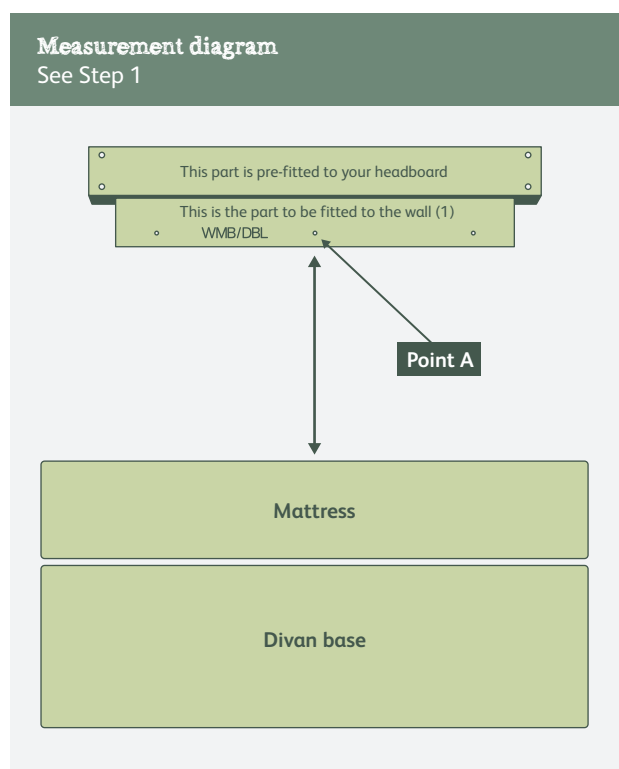 Measurement diagram
See Step 1
This part is pre-fitted to your headboard
This is the part to be fitted to the wall (1)
WMB/DBL
Point A
Mattress
Divan base